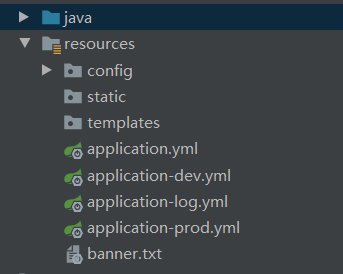 java
resources
config
static
templates
application.yml
application-dev.yml
application-log.yml
application-prod.yml
banner.txt